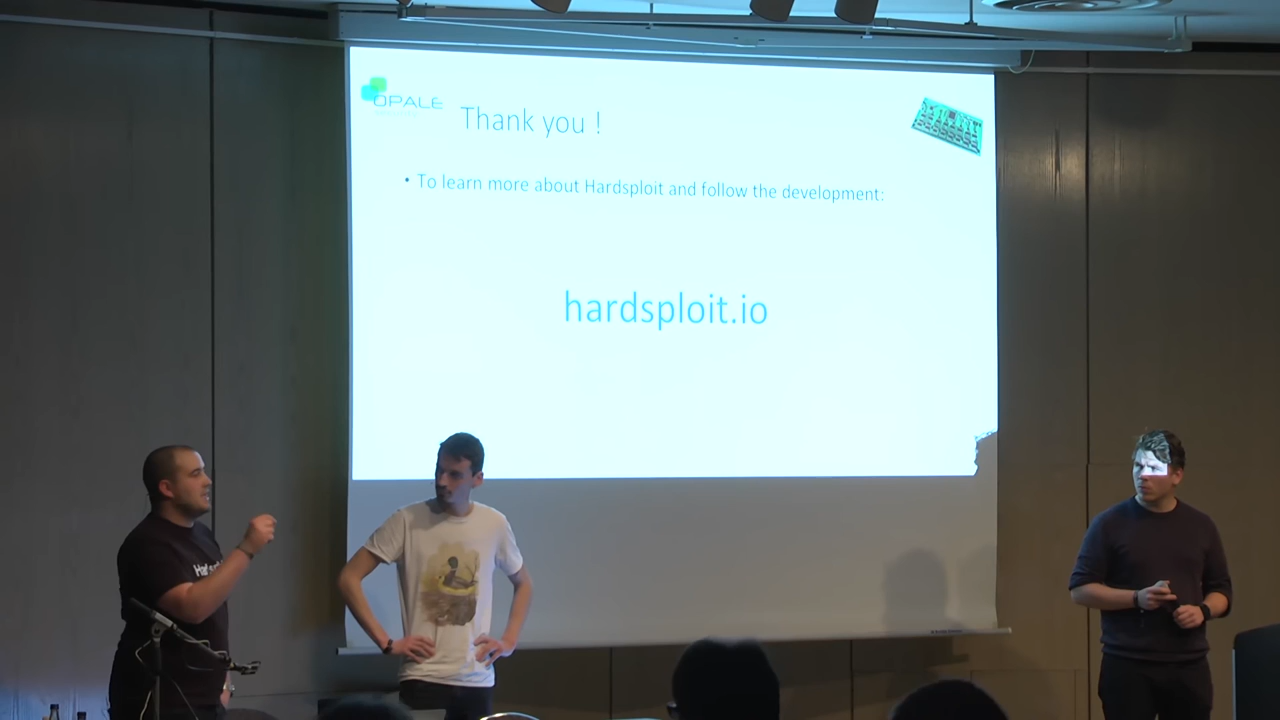 OPALE
Thank you !
• To learn more about Hardsploit and follow the development:
hardsploit.io